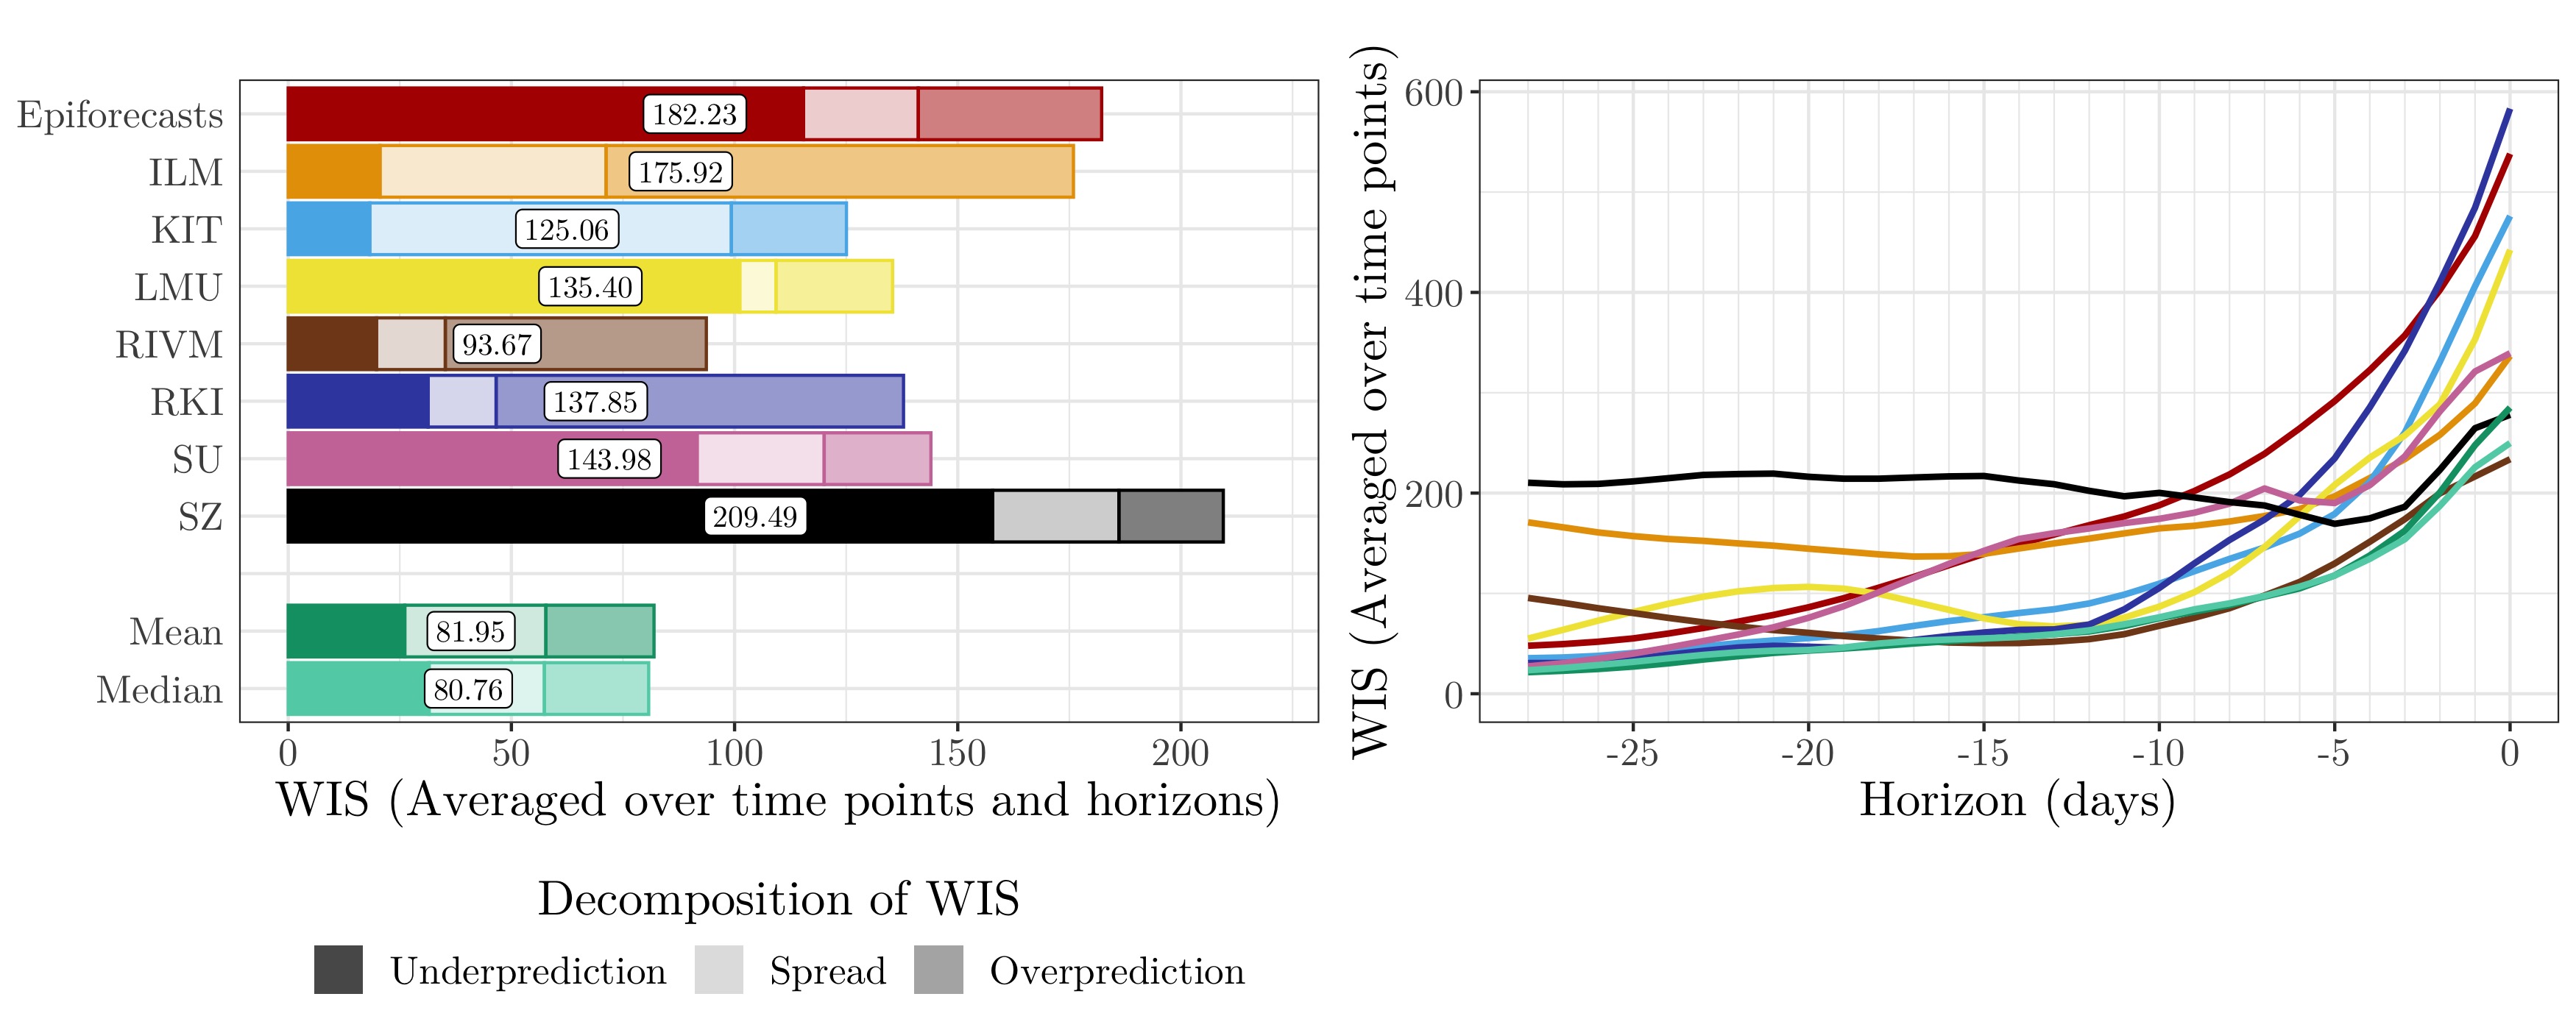 Epiforecasts
ILM
KIT
LMU
RIVM
RKI
SU
SZ
Mean
Median
182.23
175.92
125.06
135.40
93.67
137.85
143.98
209.49
81.95
80.76
0 50 100 150 200
WIS (Averaged over time points and horizons)
Decomposition of WIS
Underprediction Spread Overprediction
WIS (Averaged over time points)
600
400
200
0
-25 -20 -15 -10 -5 0
Horizon (days)